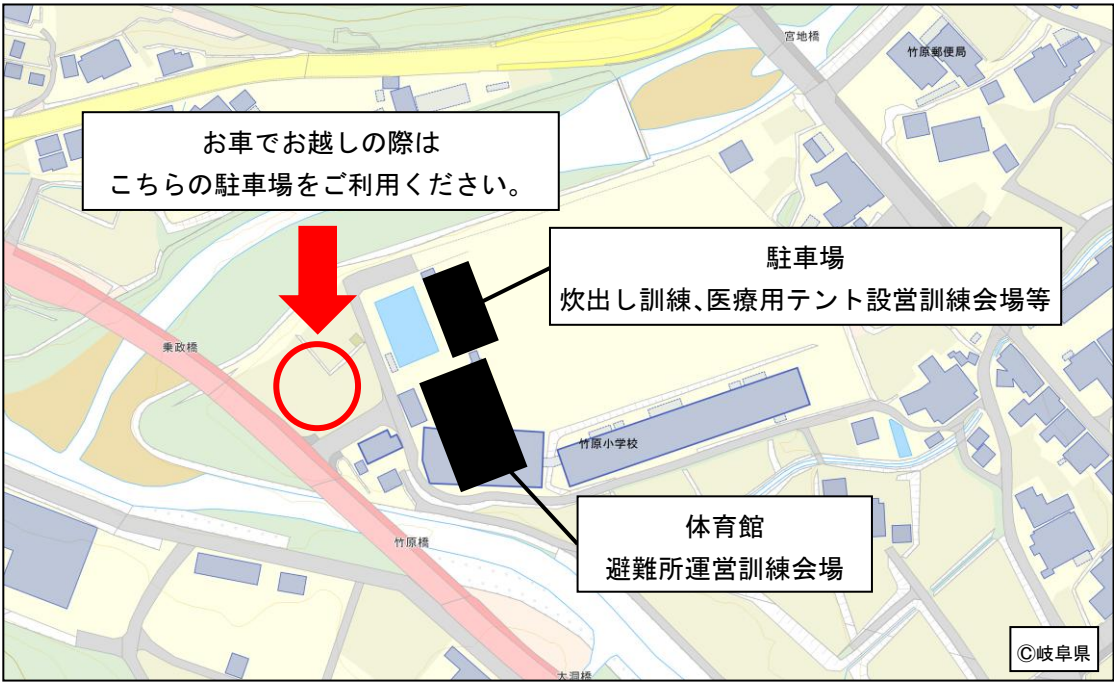 宮地橋
竹原郵便局
お車でお越しの際は
こちらの駐車場をご利用ください。
駐車場
炊出し訓練、医療用テント設営訓練会場等
乗政橋
竹原小学校
体育館
避難所運営訓練会場
竹原橋
大洞橋
©岐阜県